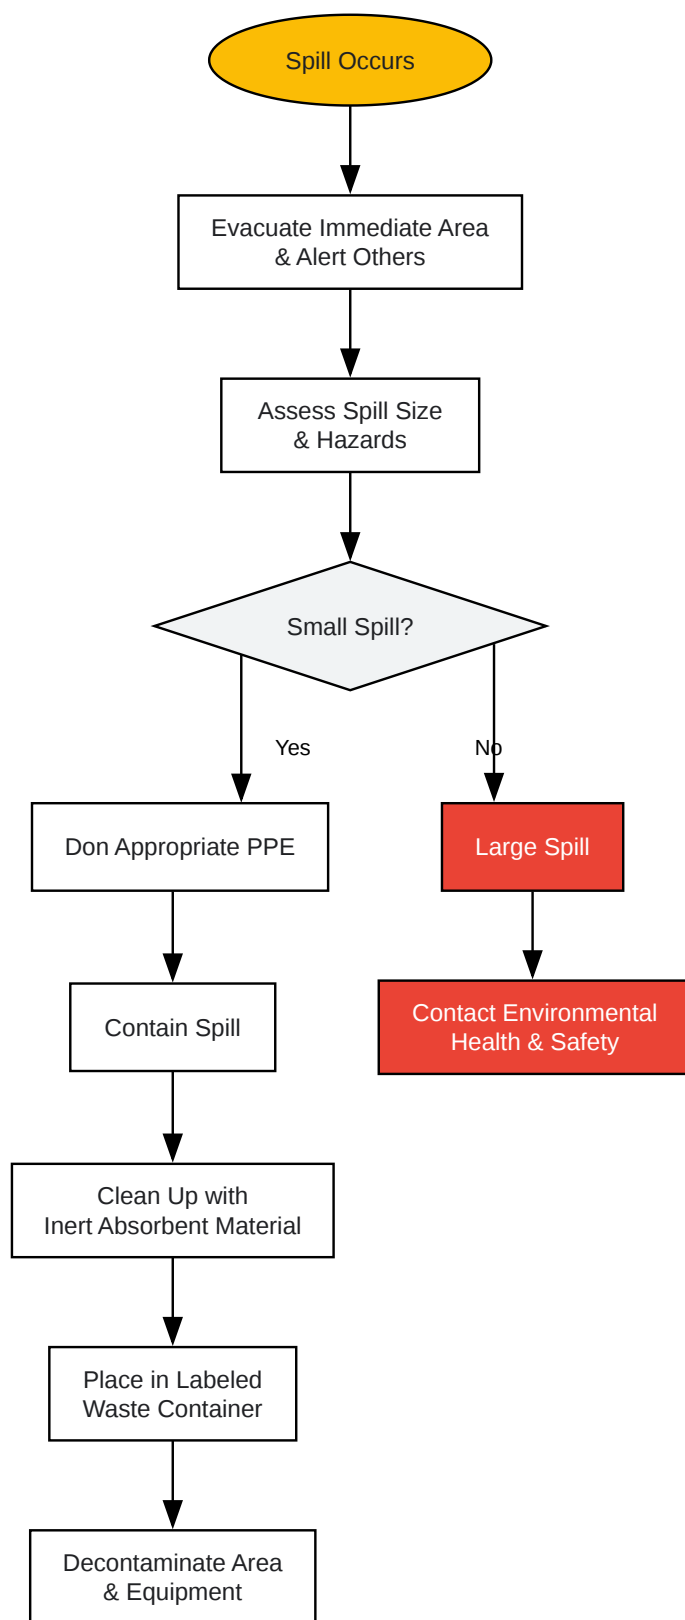 Spill Occurs
Evacuate Immediate Area
& Alert Others
Assess Spill Size
& Hazards
Small Spill?
Yes
No
Don Appropriate PPE
Large Spill
Contain Spill
Contact Environmental
Health & Safety
Clean Up with
Inert Absorbent Material
Place in Labeled
Waste Container
Decontaminate Area
& Equipment